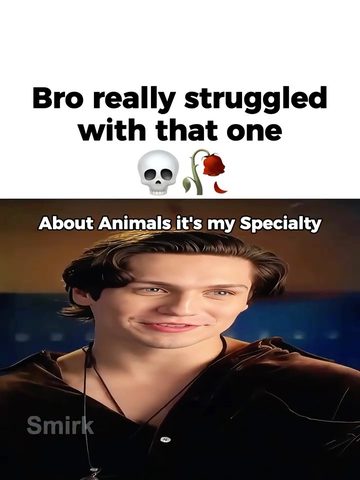 Bro really struggled
with that one
💀🥀
About Animals it's my Specialty
Smirk